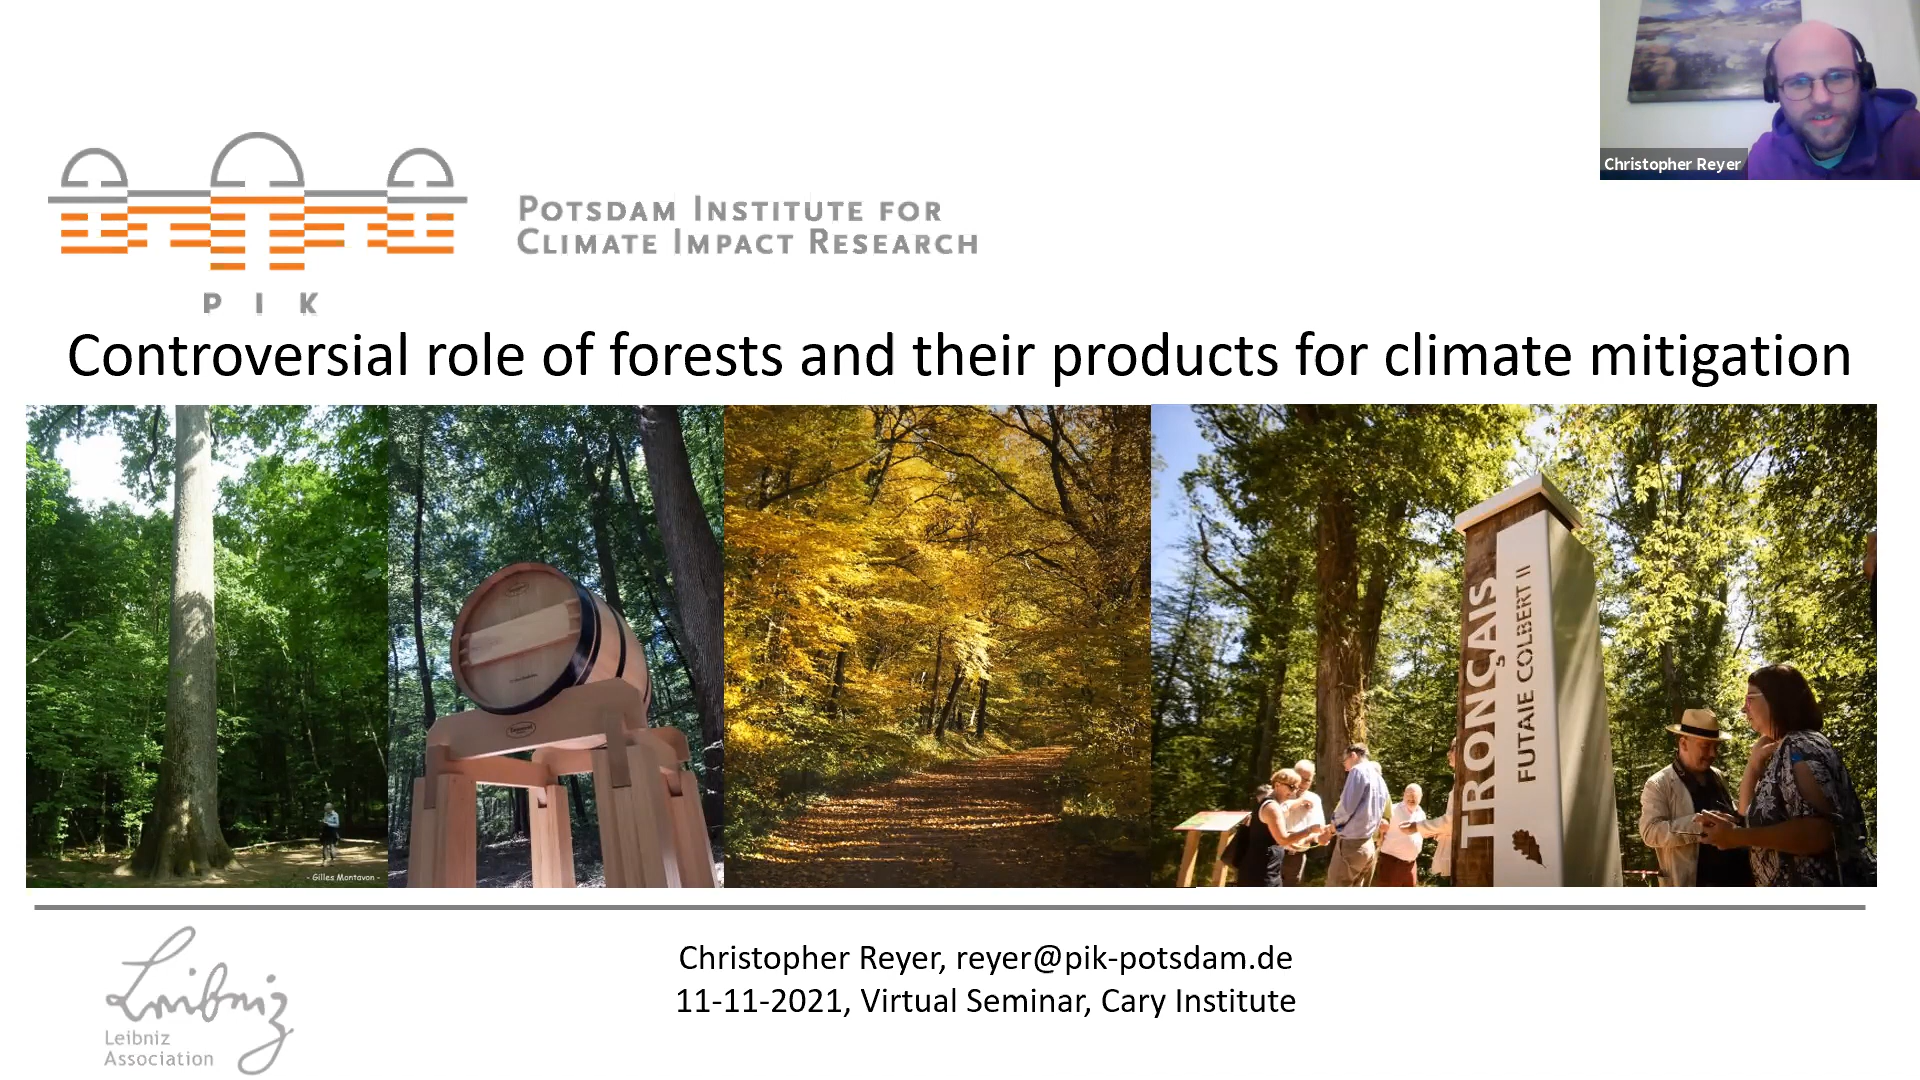 Christopher Reyer
POTSDAM INSTITUTE FOR
CLIMATE IMPACT RESEARCH
P I K
Controversial role of forests and their products for climate mitigation
- Gilles Montavon -
TRONÇAIS
FUTAIE COLBERT II
Christopher Reyer, reyer@pik-potsdam.de
11-11-2021, Virtual Seminar, Cary Institute
Leibniz
Leibniz
Association